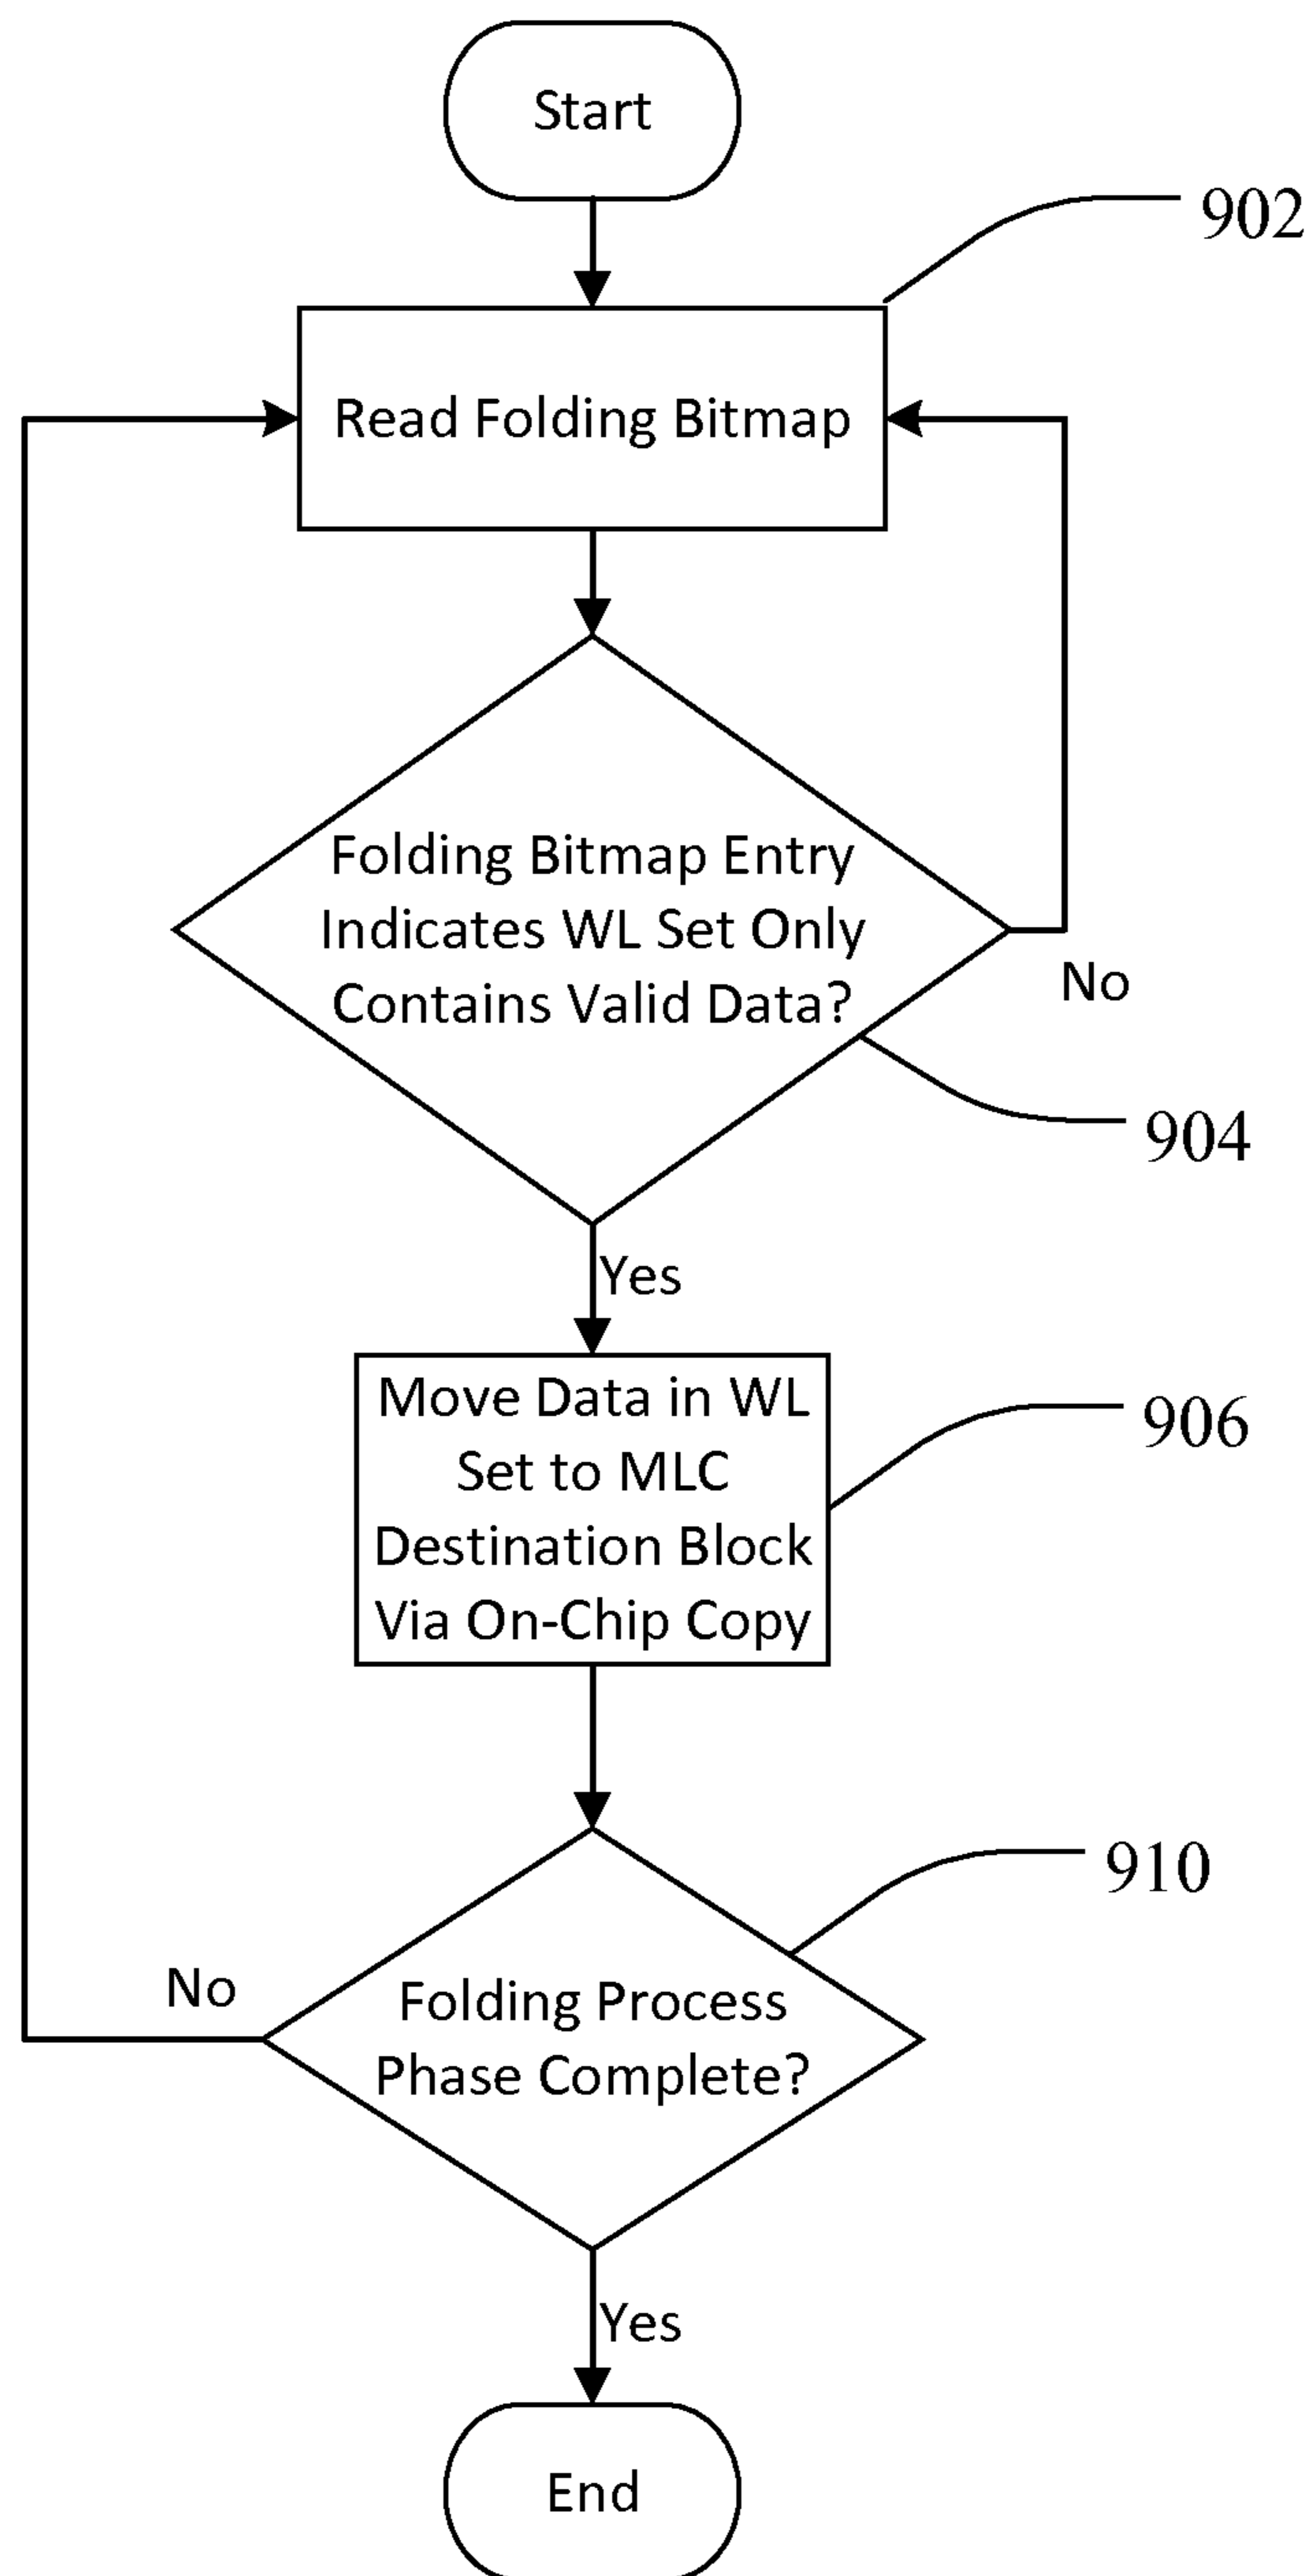 Start
902
Read Folding Bitmap
Folding Bitmap Entry
Indicates WL Set Only
Contains Valid Data?
No
904
Yes
Move Data in WL
Set to MLC
Destination Block
Via On-Chip Copy
906
910
No
Folding Process
Phase Complete?
Yes
End